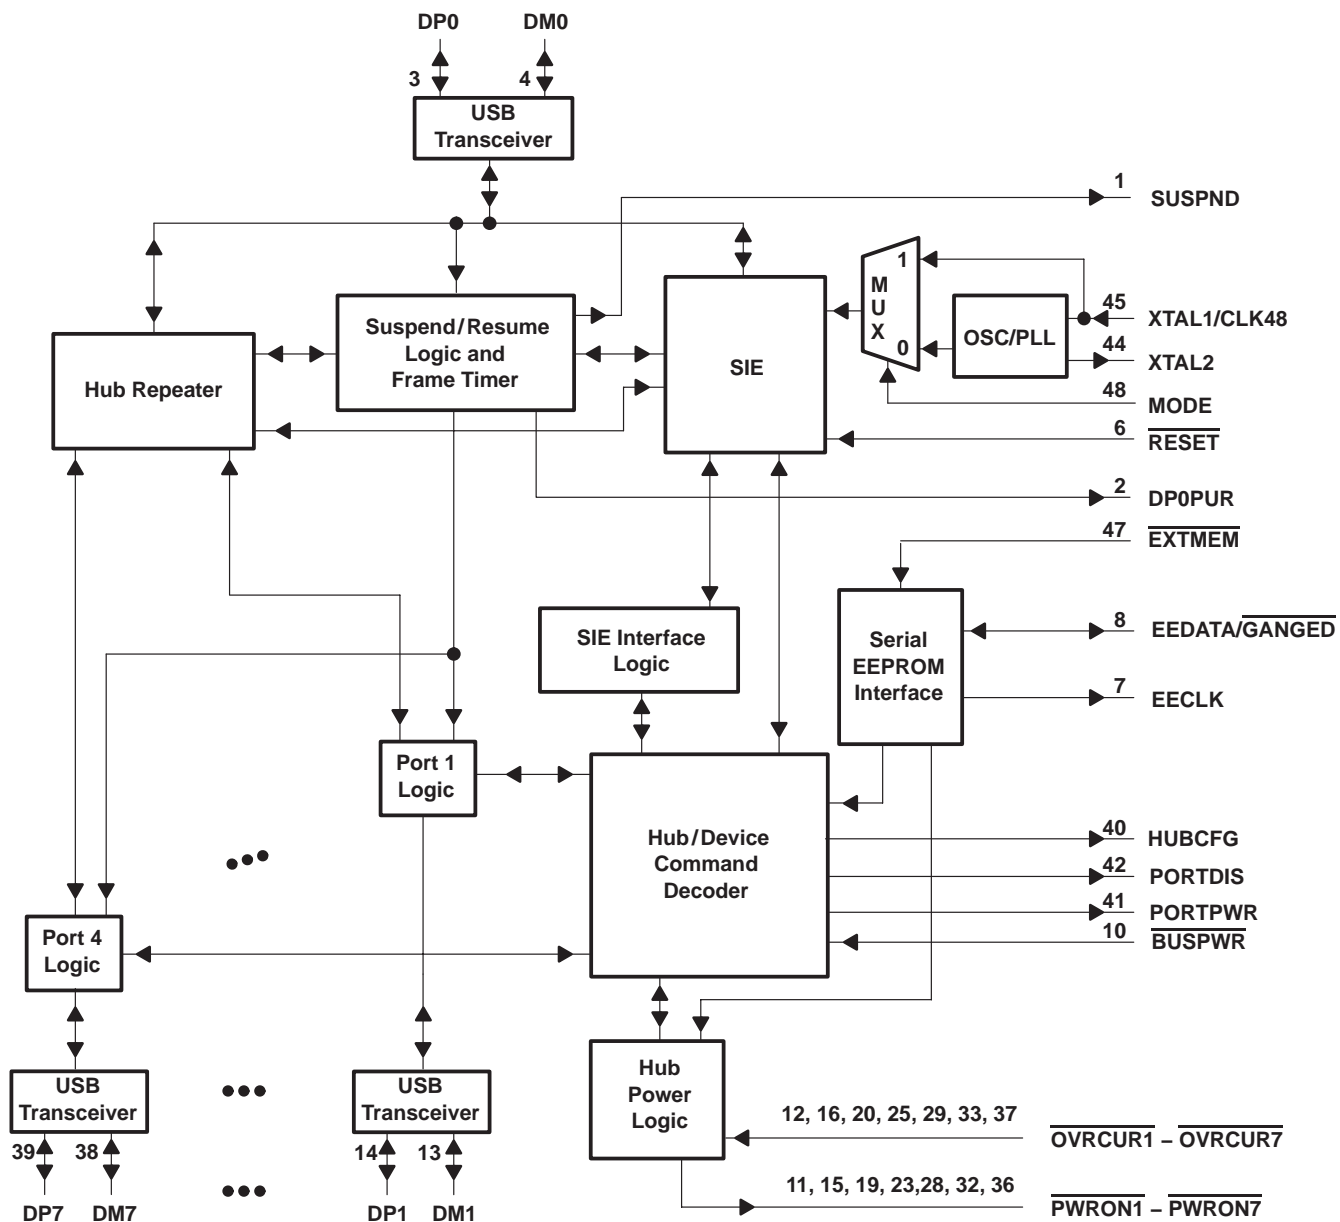 DP0 DM0
3 4
USB
Transceiver
1
SUSPND
1
M
U
X
0
OSC/PLL
45
XTAL1/CLK48
44
XTAL2
48
MODE
6
RESET
Suspend/Resume
Logic and
Frame Timer
SIE
Hub Repeater
2
DP0PUR
47
EXTMEM
SIE Interface
Logic
Serial
EEPROM
Interface
8
EEDATA/GANGED
7
EECLK
Port 1
Logic
Hub/Device
Command
Decoder
40
HUBCFG
42
PORTDIS
41
PORTPWR
10
BUSPWR
Port 4
Logic
USB
Transceiver
USB
Transceiver
Hub
Power
Logic
12, 16, 20, 25, 29, 33, 37
OVRCUR1 – OVRCUR7
39 38
14 13
11, 15, 19, 23,28, 32, 36
PWRON1 – PWRON7
DP7 DM7
DP1 DM1